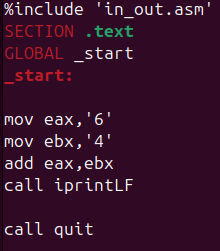 %include 'in_out.asm'
SECTION .text
GLOBAL _start
_start:
mov eax,'6'
mov ebx,'4'
add eax,ebx
call iprintLF
call quit